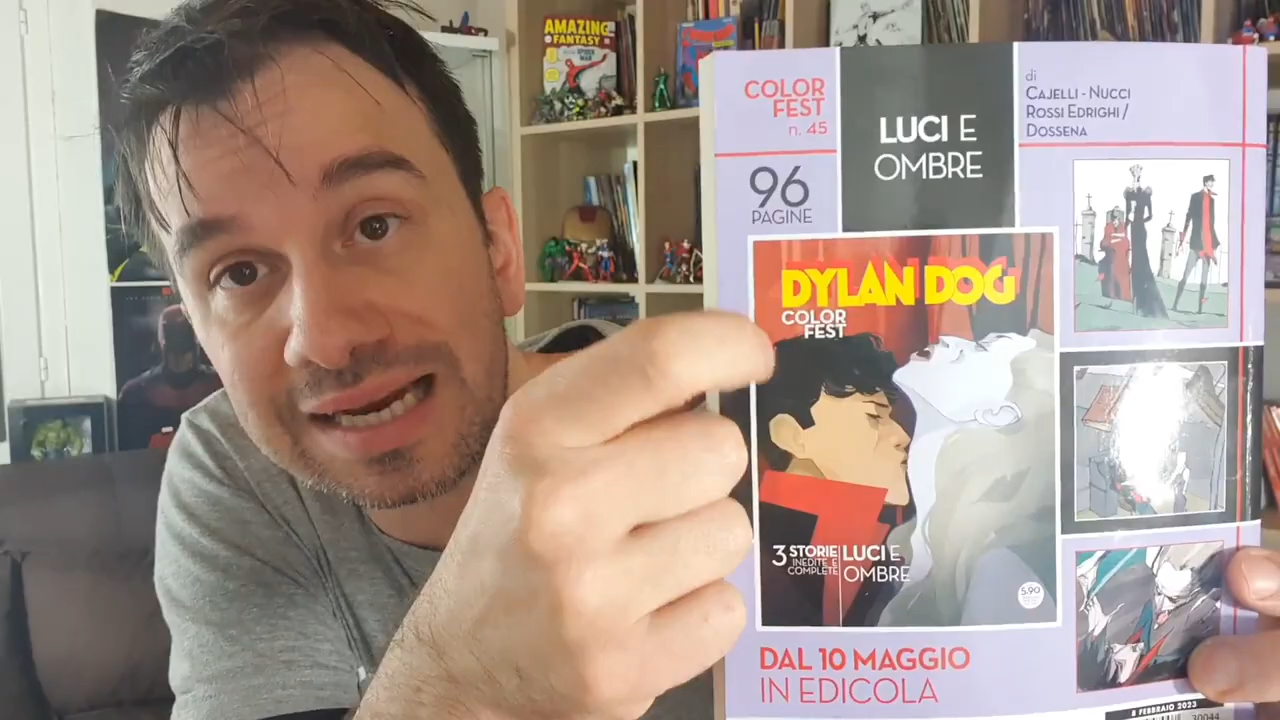 AMAZING
FANTASY
COLOR
FEST
n. 45
96
PAGINE
LUCI E
OMBRE
di
CAJELLI - NUCCI
ROSSI EDRIGHI /
DOSSENA
DYLAN DOG
COLOR
FEST
3 STORIE
INEDITE E
COMPLETE
LUCI E
OMBRE
5.90
DAL 10 MAGGIO
IN EDICOLA
8 FEBBRAIO 2023
30044